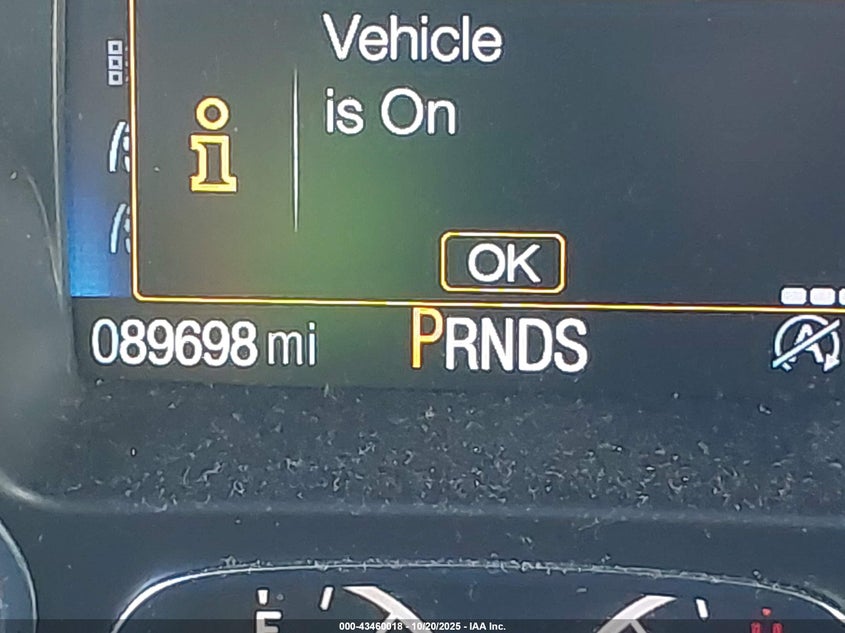 Vehicle
is On
OK
089698 mi
PRNDS
A
E
000-43460018 - 10/20/2025 - IAA Inc.